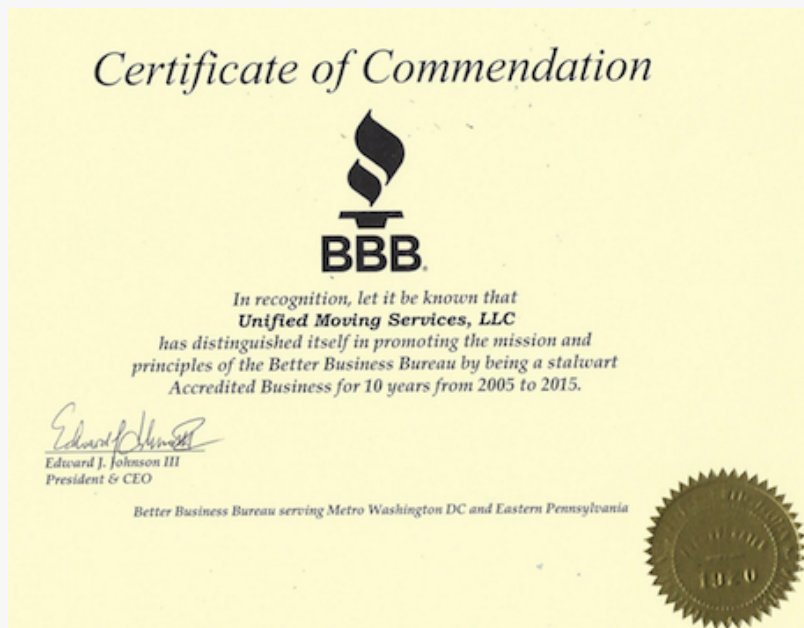 Certificate of Commendation
BBB®
In recognition, let it be known that
Unified Moving Services, LLC
has distinguished itself in promoting the mission and
principles of the Better Business Bureau by being a stalwart
Accredited Business for 10 years from 2005 to 2015.
Edward J. Johnson III
President & CEO
Better Business Bureau serving Metro Washington DC and Eastern Pennsylvania
1920